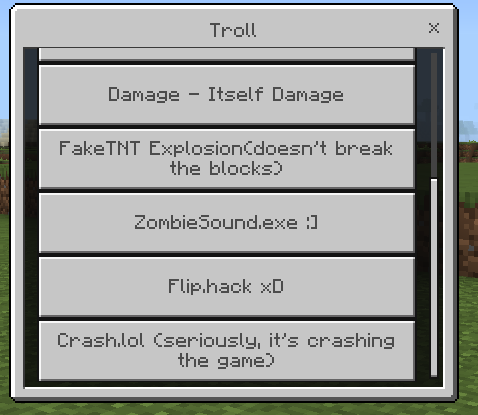 Troll
Damage - Itself Damage
FakeTNT Explosion(doesn't break
the blocks)
ZombieSound.exe :]
Flip.hack xD
Crash.lol (seriously, it's crashing
the game)